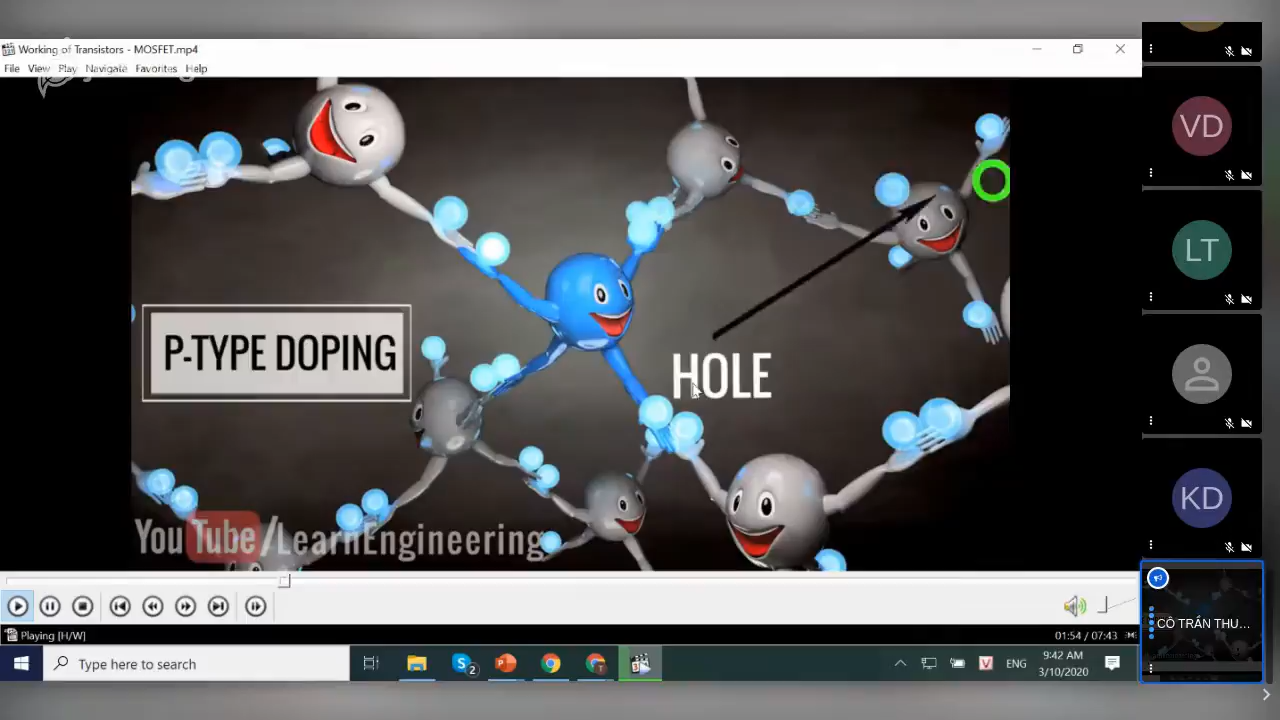 Working of Transistors - MOSFET.mp4
File View Play Navigate Favorites Help
VD
LT
P-TYPE DOPING
HOLE
KD
YouTube/LearnEngineering
CÔ TRẦN THU...
Playing [H/W]
01:54 / 07:43
Type here to search
2
V
ENG
9:42 AM
3/10/2020